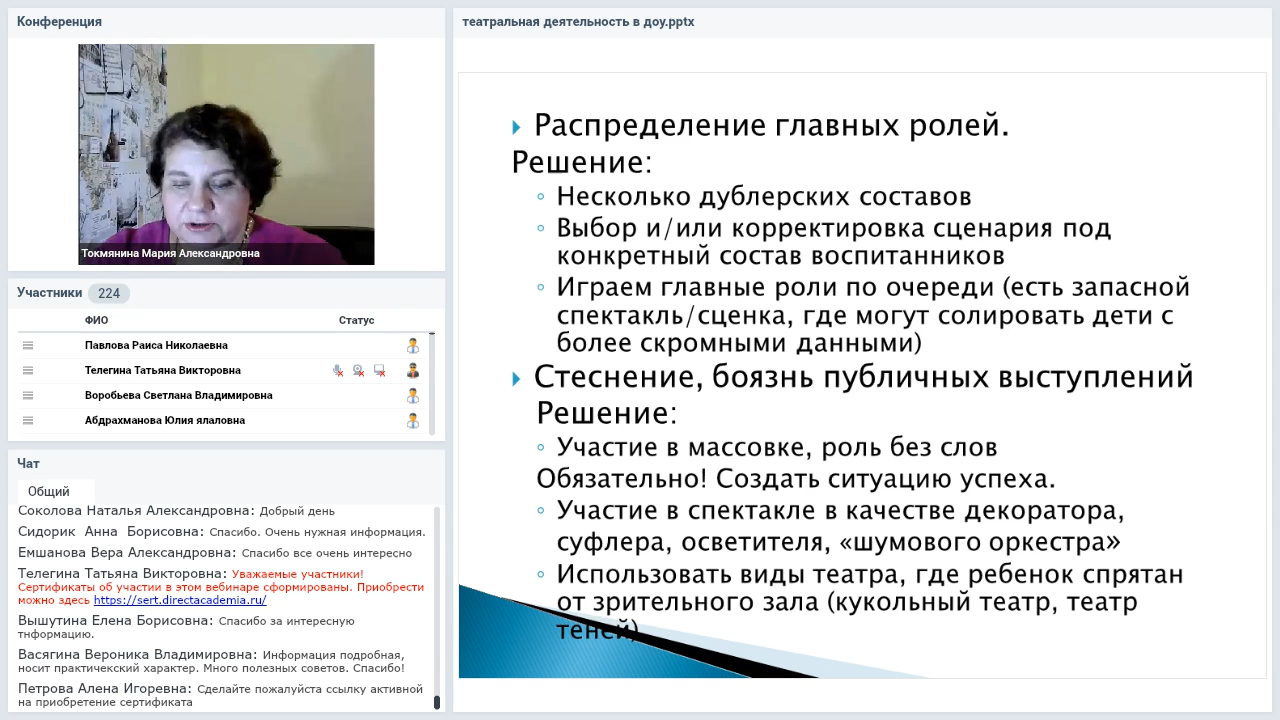 Конференция
Токмянина Мария Александровна
Участники 224
ФИО Статус
Павлова Раиса Николаевна
Телегина Татьяна Викторовна
Воробьева Светлана Владимировна
Абдрахманова Юлия ялаловна
Чат
Общий
Соколова Наталья Александровна: Добрый день
Сидорик Анна Борисовна: Спасибо. Очень нужная информация.
Емшанова Вера Александровна: Спасибо все очень интересно
Телегина Татьяна Викторовна: Уважаемые участники!
Сертификаты об участии в этом вебинаре сформированы. Приобрести
можно здесь https://sert.directacademia.ru/
Вышутина Елена Борисовна: Спасибо за интересную
тнформацию.
Васягина Вероника Владимировна: Информация подробная,
носит практичекский характер. Много полезных советов. Спасибо!
Петрова Алена Игоревна: Сделайте пожалуйста ссылку активной
на приобретение сертификата
театральная деятельность в доу.pptx
Распределение главных ролей.
Решение:
Несколько дублерских составов
Выбор и/или корректировка сценария под
конкретный состав воспитанников
Играем главные роли по очереди (есть запасной
спектакль/сценка, где могут солировать дети с
более скромными данными)
Стеснение, боязнь публичных выступлений
Решение:
Участие в массовке, роль без слов
Обязательно! Создать ситуацию успеха.
Участие в спектакле в качестве декоратора,
суфлера, осветителя, «шумового оркестра»
Использовать виды театра, где ребенок спрятан
от зрительного зала (кукольный театр, театр
теней)